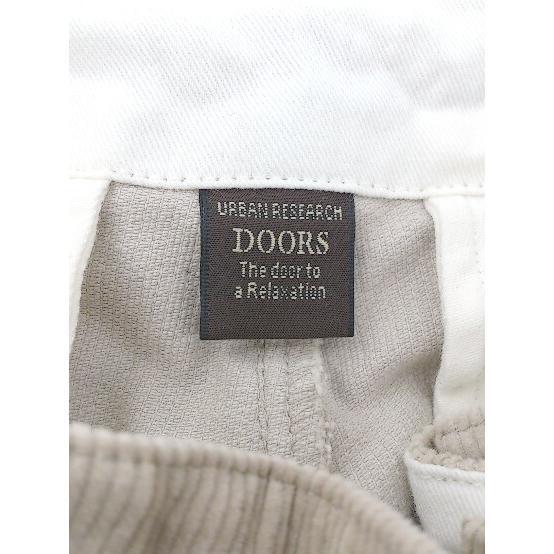 URBAN RESEARCH
DOORS
The door to
a Relaxation